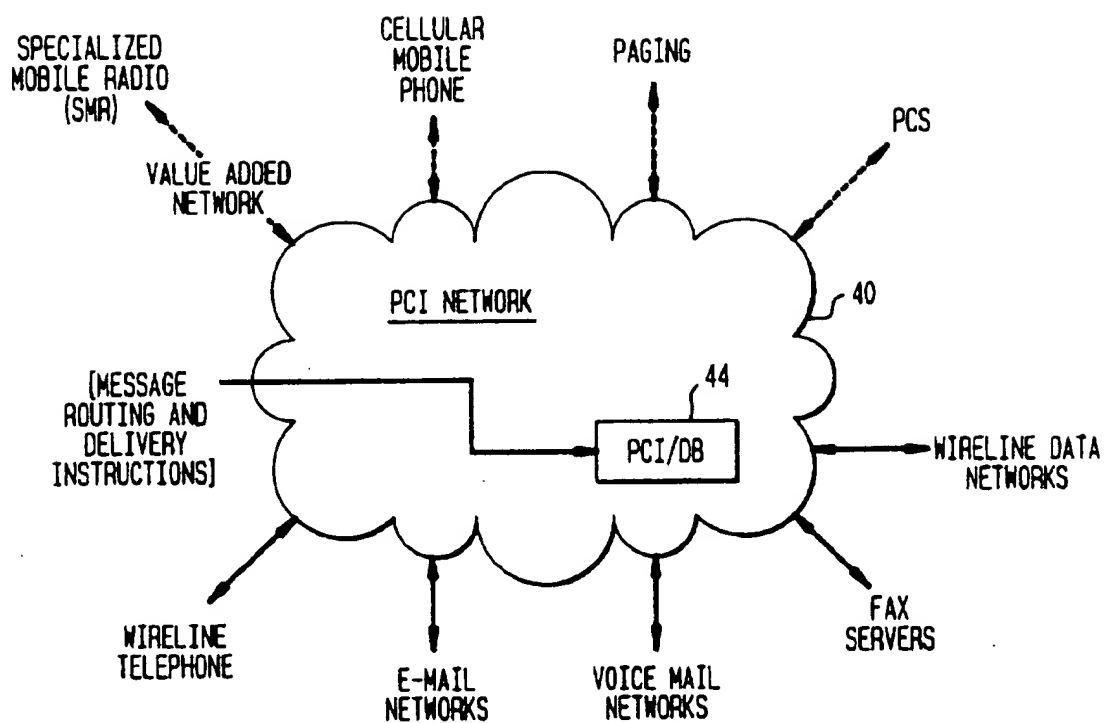 SPECIALIZED
MOBILE RADIO
(SMR)
CELLULAR
MOBILE
PHONE
PAGING
PCS
VALUE ADDED
NETWORK
PCI NETWORK
40
[MESSAGE
ROUTING AND
DELIVERY
INSTRUCTIONS]
44
PCI/DB
WIRELINE DATA
NETWORKS
WIRELINE
TELEPHONE
E-MAIL
NETWORKS
VOICE MAIL
NETWORKS
FAX
SERVERS